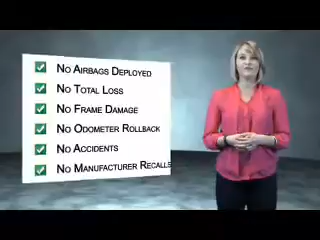 No Airbags Deployed
No Total Loss
No Frame Damage
No Odometer Rollback
No Accidents
No Manufacturer Recalls